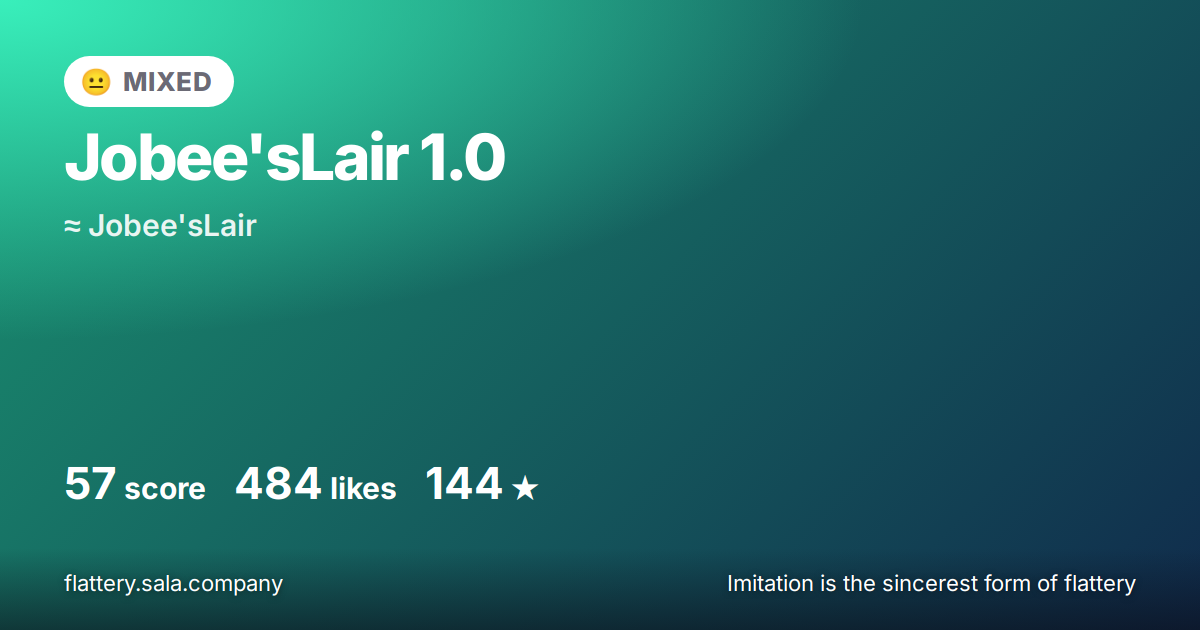 😐 MIXED
Jobee'sLair 1.0
≈ Jobee'sLair
57 score 484 likes 144 ★
flattery.sala.company
Imitation is the sincerest form of flattery